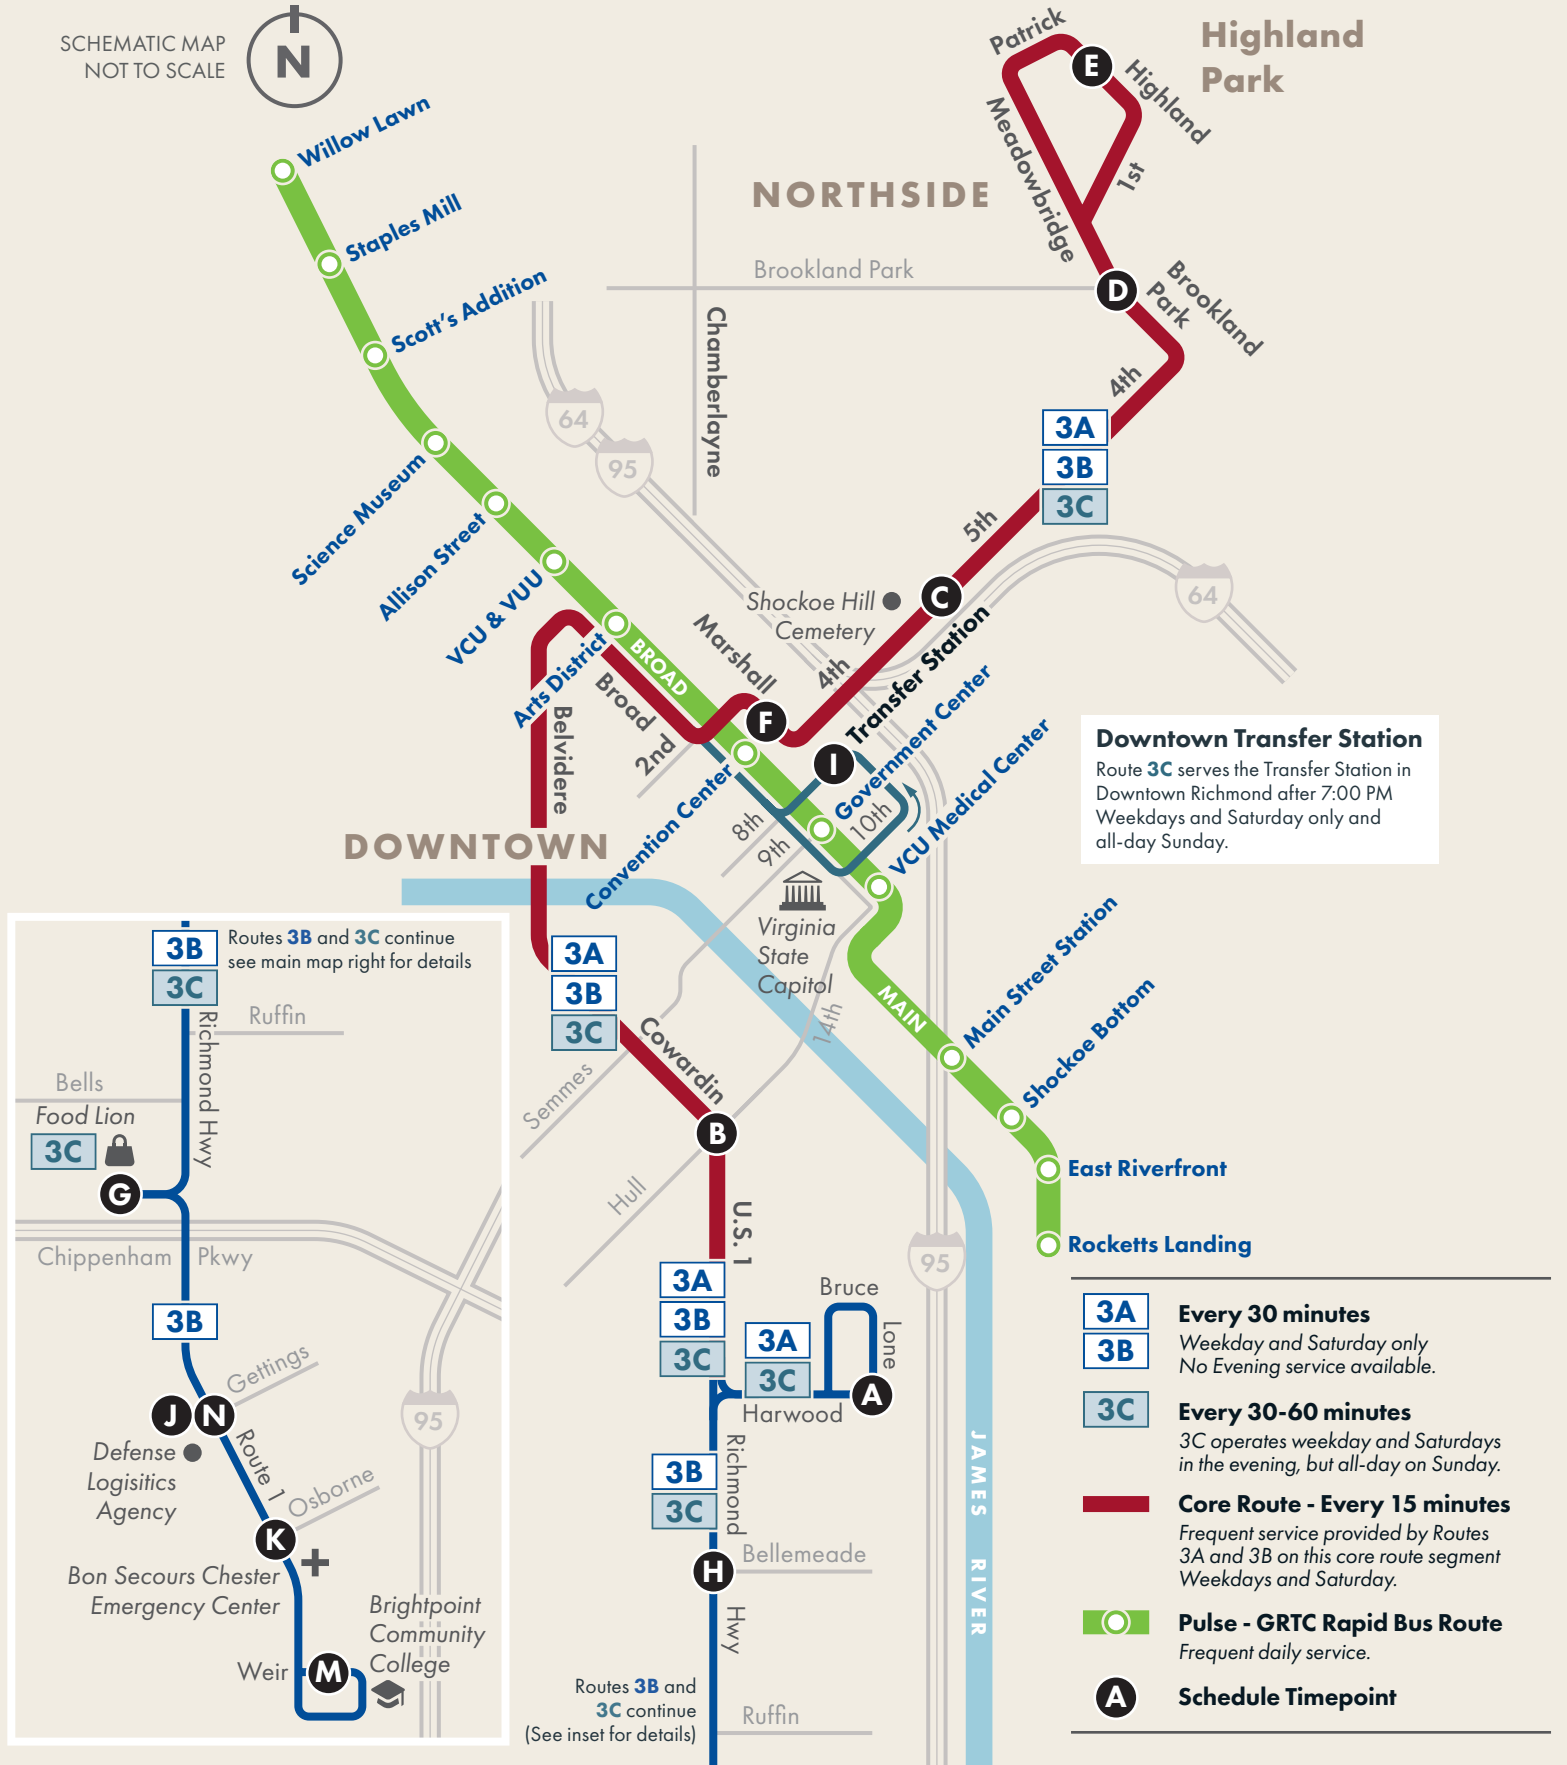 SCHEMATIC MAP
NOT TO SCALE
N
Highland
Park
Patrick
E
Highland
Meadowbridge
1st
NORTHSIDE
Brookland Park
D
Brookland
Park
4th
Chamberlayne
Willow Lawn
Staples Mill
Scott's Addition
Science Museum
Allison Street
VCU & VUU
Arts District
64
95
3A
3B
3C
5th
C
Shockoe Hill
Cemetery
64
4th
Marshall
F
BROAD
Broad
2nd
Belvidere
I
Transfer Station
Government Center
Convention Center
VCU Medical Center
8th
9th
10th
Downtown Transfer Station
Route 3C serves the Transfer Station in
Downtown Richmond after 7:00 PM
Weekdays and Saturday only and
all-day Sunday.
DOWNTOWN
Virginia
State
Capitol
14th
MAIN
Main Street Station
Shockoe Bottom
East Riverfront
Rocketts Landing
3A
3B
3C
Cowardin
Semmes
B
Hull
U.S. 1
95
3A
3B
3C
3A
3C
Bruce
Lone
A
Harwood
Richmond
3B
3C
H
Bellemeade
Hwy
Routes 3B and
3C continue
(See inset for details)
Ruffin
JAMES RIVER
3B
3C
Routes 3B and 3C continue
see main map right for details
Ruffin
Richmond Hwy
Bells
Food Lion
3C
G
Chippenham Pkwy
3B
Gettings
J
N
Defense
Logisitics
Agency
Route 1
95
Osborne
K
Bon Secours Chester
Emergency Center
Brightpoint
Community
College
Weir
M
3A
3B
Every 30 minutes
Weekday and Saturday only
No Evening service available.
3C
Every 30-60 minutes
3C operates weekday and Saturdays
in the evening, but all-day on Sunday.
Core Route - Every 15 minutes
Frequent service provided by Routes
3A and 3B on this core route segment
Weekdays and Saturday.
Pulse - GRTC Rapid Bus Route
Frequent daily service.
A
Schedule Timepoint